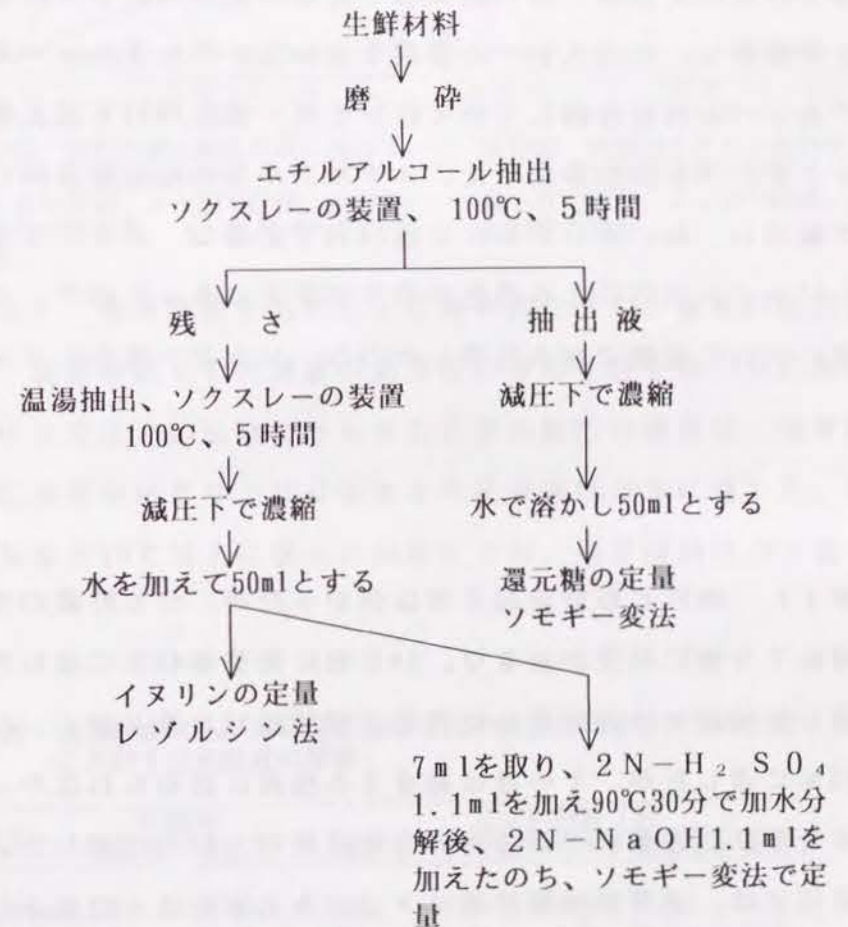 生鮮材料
磨 砕
エチルアルコール抽出
ソクスレーの装置、 100℃、5時間
残 さ
温湯抽出、ソクスレーの装置
100℃、5時間
減圧下で濃縮
水を加えて50mlとする
イヌリンの定量
レゾルシン法
抽 出 液
減圧下で濃縮
水で溶かし50mlとする
還元糖の定量
ソモギー変法
7mlを取り、2N-H₂SO₄
1.1mlを加え90℃30分で加水分
解後、2N-NaOH1.1mlを
加えたのち、ソモギー変法で定
量